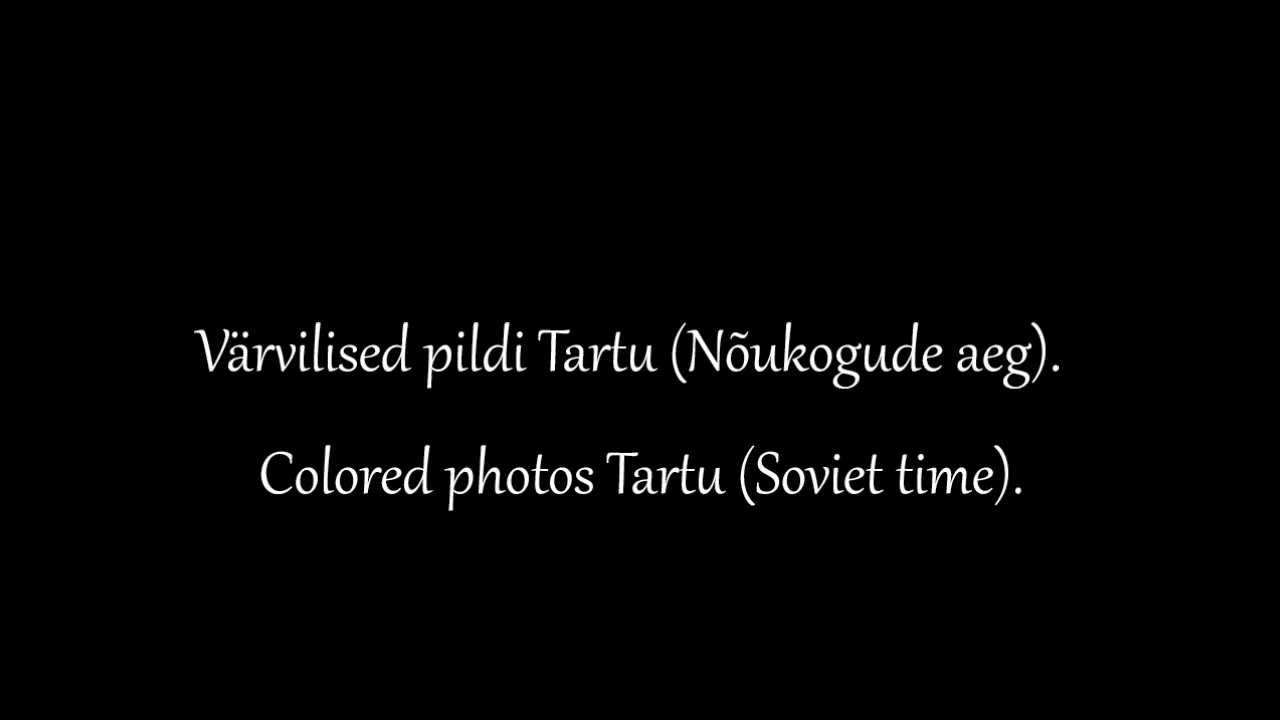 Värvilised pildi Tartu (Nõukogude aeg).
Colored photos Tartu (Soviet time).